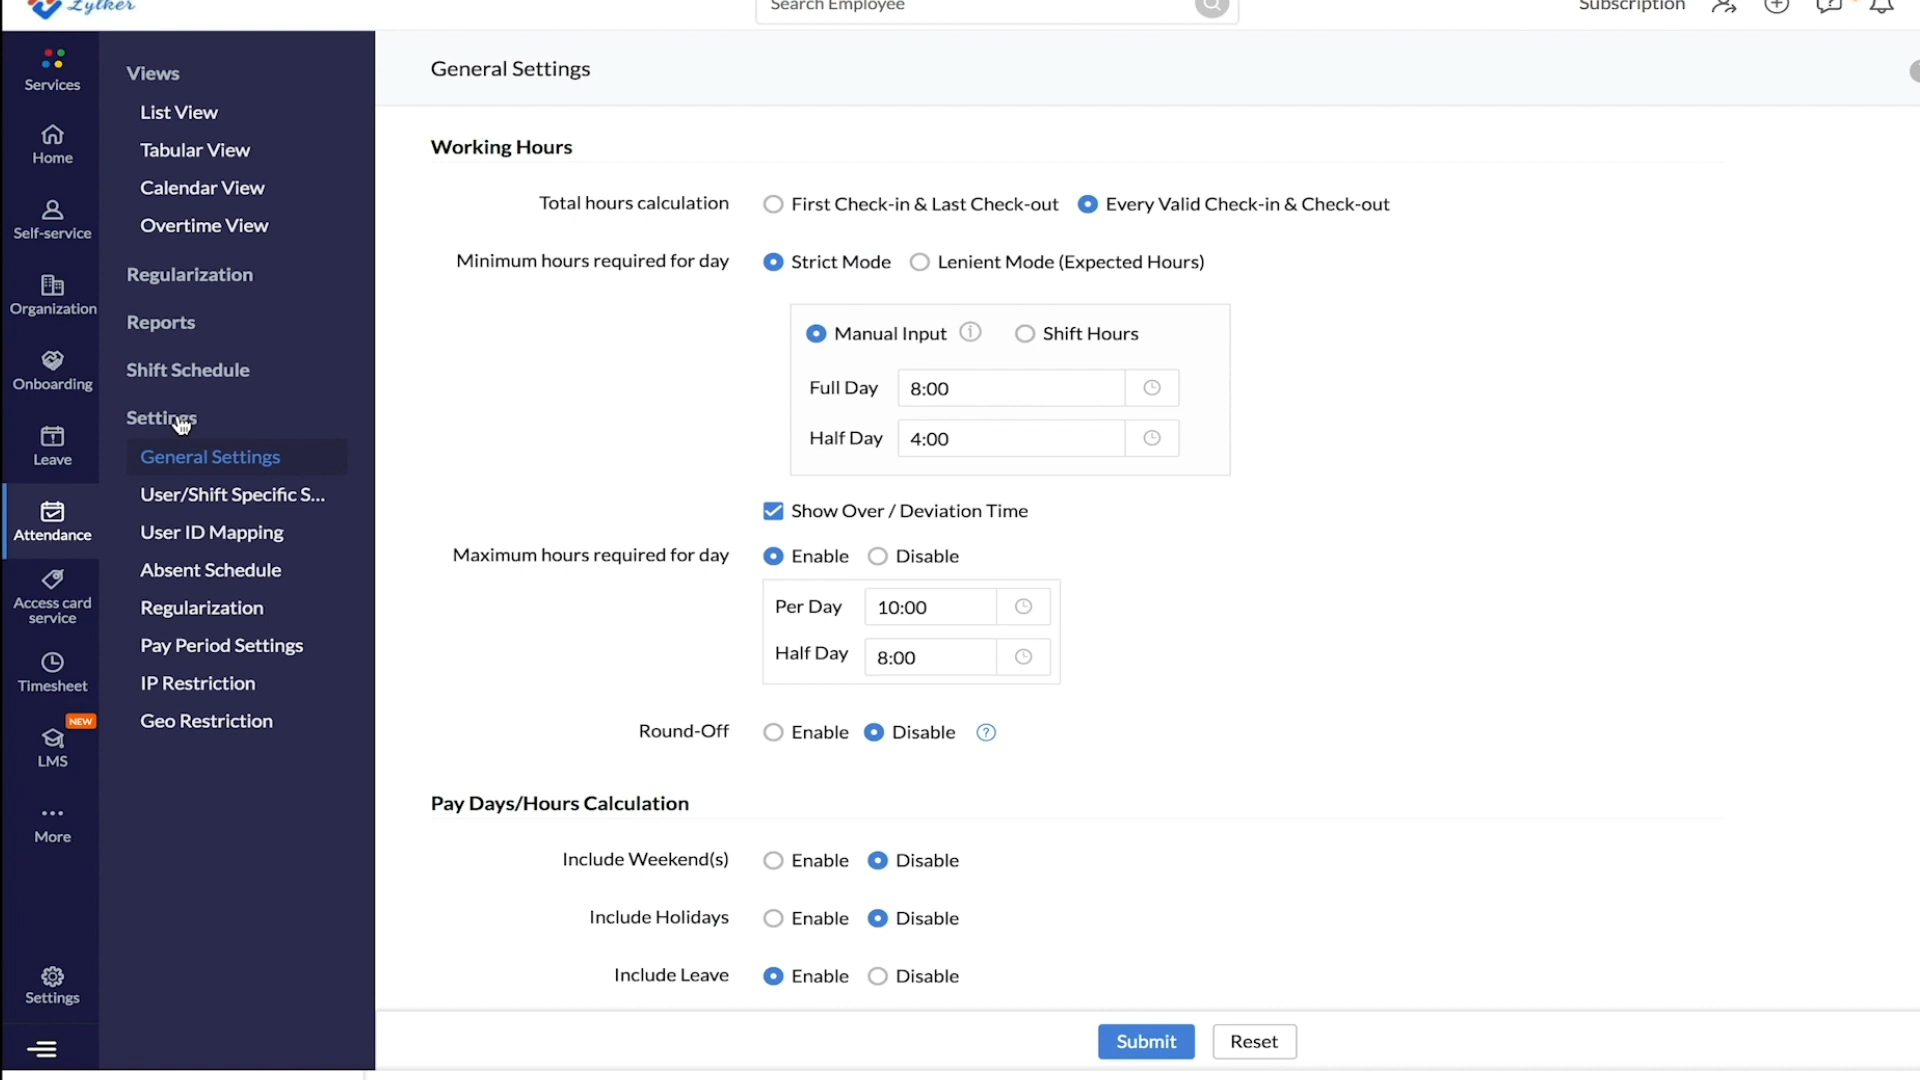 Zylker
Search Employee
Subscription
Services
Home
Self-service
Organization
Onboarding
Leave
Attendance
Access card
service
Timesheet
NEW
LMS
More
Settings
Views
List View
Tabular View
Calendar View
Overtime View
Regularization
Reports
Shift Schedule
Settings
General Settings
User/Shift Specific S...
User ID Mapping
Absent Schedule
Regularization
Pay Period Settings
IP Restriction
Geo Restriction
General Settings
Working Hours
Total hours calculation First Check-in & Last Check-out Every Valid Check-in & Check-out
Minimum hours required for day Strict Mode Lenient Mode (Expected Hours)
Manual Input Shift Hours
Full Day 8:00
Half Day 4:00
Show Over / Deviation Time
Maximum hours required for day Enable Disable
Per Day 10:00
Half Day 8:00
Round-Off Enable Disable ?
Pay Days/Hours Calculation
Include Weekend(s) Enable Disable
Include Holidays Enable Disable
Include Leave Enable Disable
Submit Reset